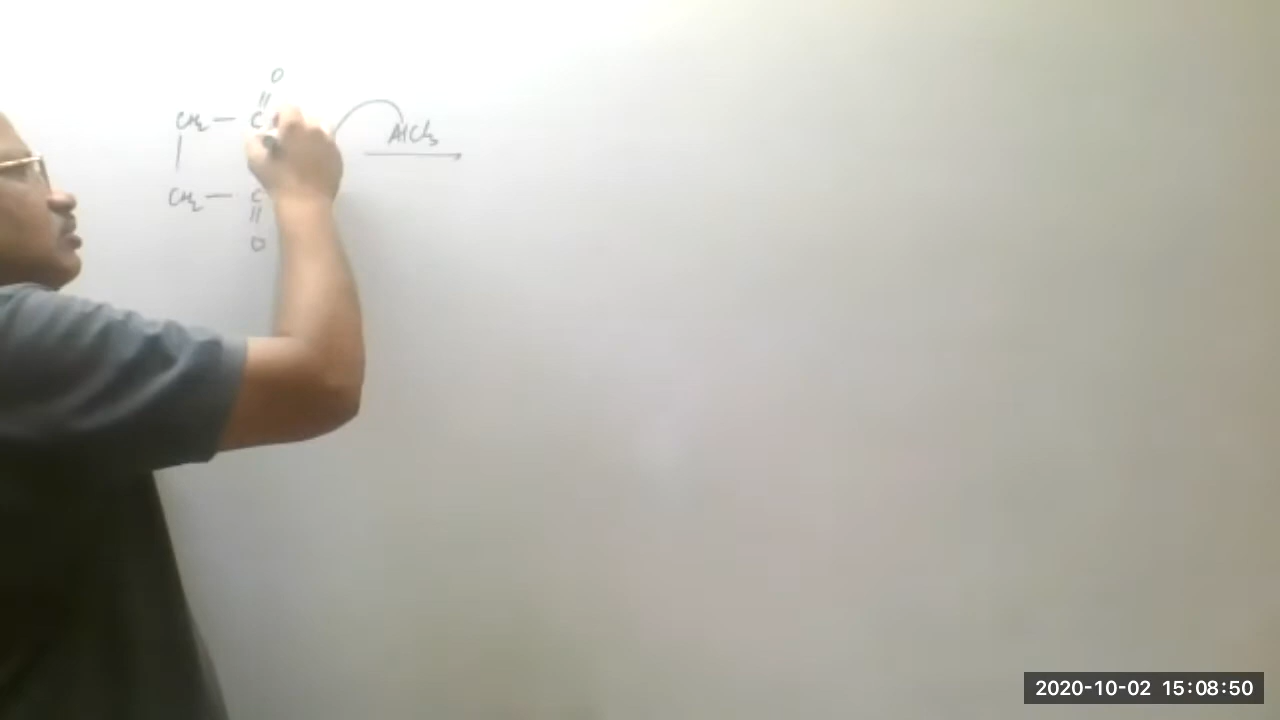 O
||
CH2 — C
AlCl3
|
CH2 — C
||
O
2020-10-02 15:08:50